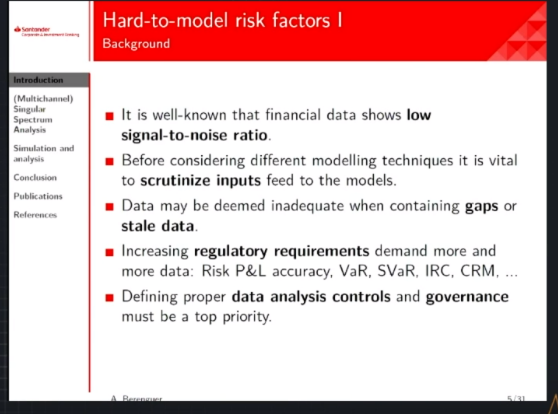 Hard-to-model risk factors I
Background
Santander
Corporate & Investment Banking
Introduction
(Multichannel)
Singular
Spectrum
Analysis
Simulation and
analysis
Conclusion
Publications
References
It is well-known that financial data shows low
signal-to-noise ratio.
Before considering different modelling techniques it is vital
to scrutinize inputs feed to the models.
Data may be deemed inadequate when containing gaps or
stale data.
Increasing regulatory requirements demand more and
more data: Risk P&L accuracy, VaR, SVaR, IRC, CRM, ...
Defining proper data analysis controls and governance
must be a top priority.
A. Berenguer
5/31